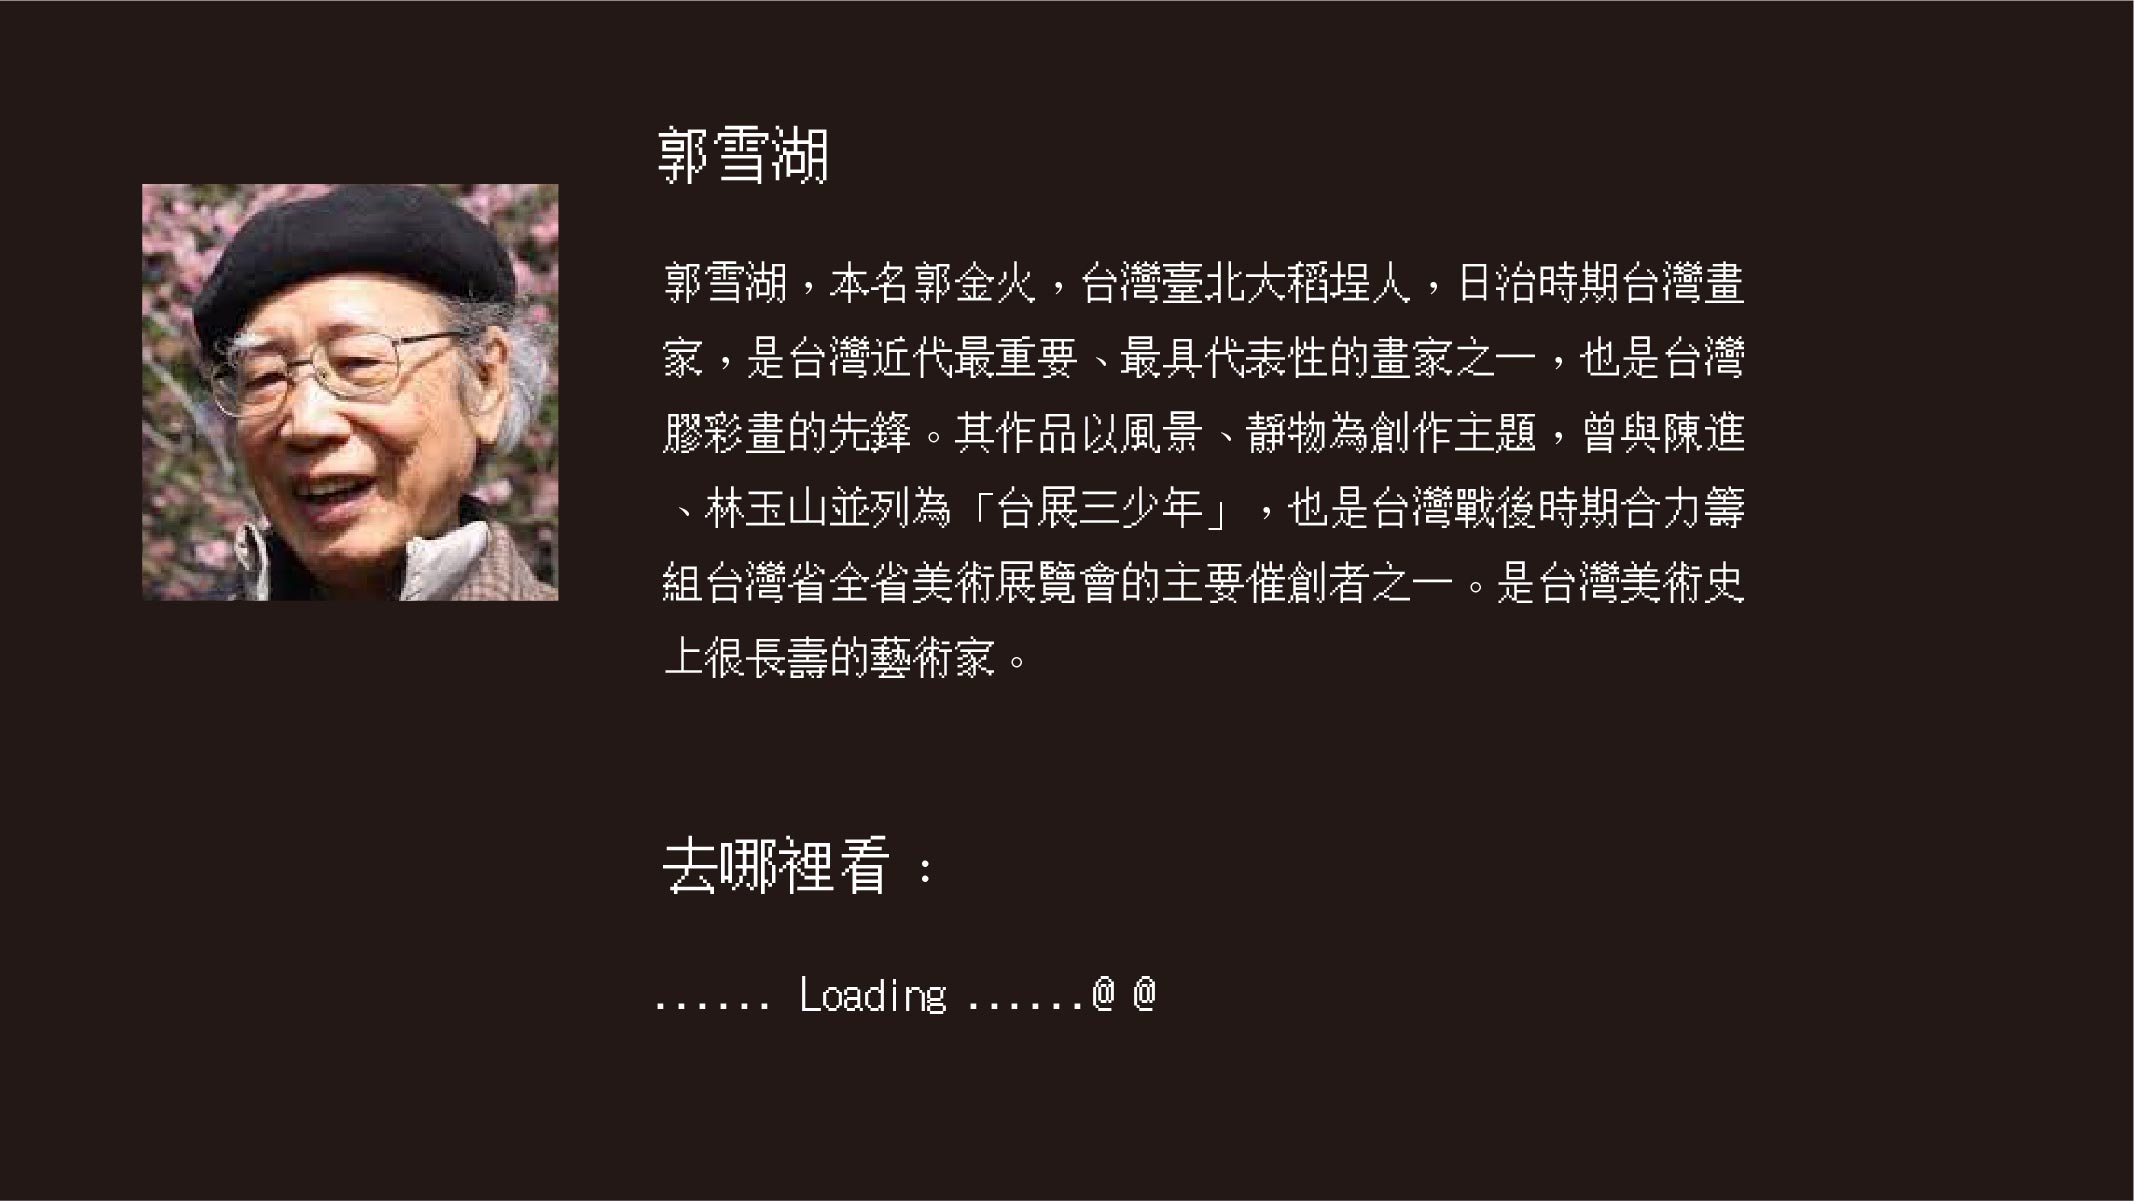 郭雪湖
郭雪湖，本名郭金火，台灣臺北大稻埕人，日治時期台灣畫
家，是台灣近代最重要、最具代表性的畫家之一，也是台灣
膠彩畫的先鋒。其作品以風景、靜物為創作主題，曾與陳進
、林玉山並列為「台展三少年」，也是台灣戰後時期合力籌
組台灣省全省美術展覽會的主要催創者之一。是台灣美術史
上很長壽的藝術家。
去哪裡看：
...... Loading ......@ @